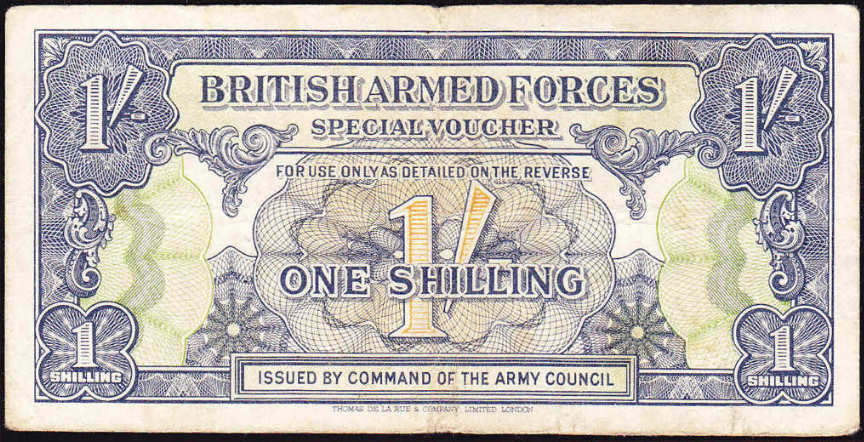 1/- 1/-
BRITISH ARMED FORCES
SPECIAL VOUCHER
FOR USE ONLY AS DETAILED ON THE REVERSE
1/-
ONE SHILLING
1 SHILLING 1 SHILLING
ISSUED BY COMMAND OF THE ARMY COUNCIL
THOMAS DE LA RUE & COMPANY, LIMITED, LONDON